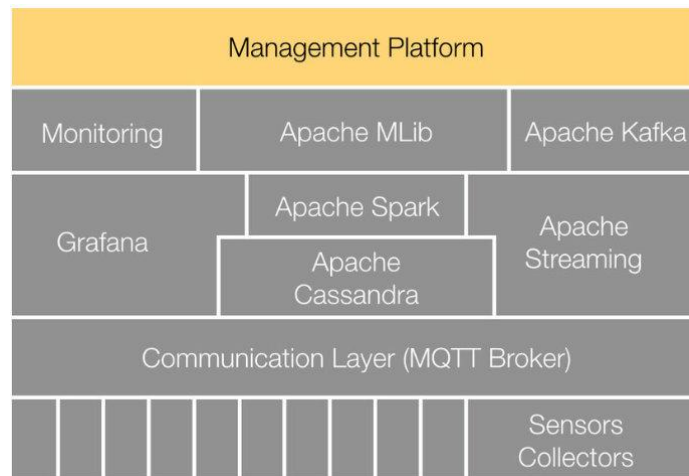 Management Platform
Monitoring
Apache MLib
Apache Kafka
Grafana
Apache Spark
Apache
Cassandra
Apache
Streaming
Communication Layer (MQTT Broker)
Sensors
Collectors